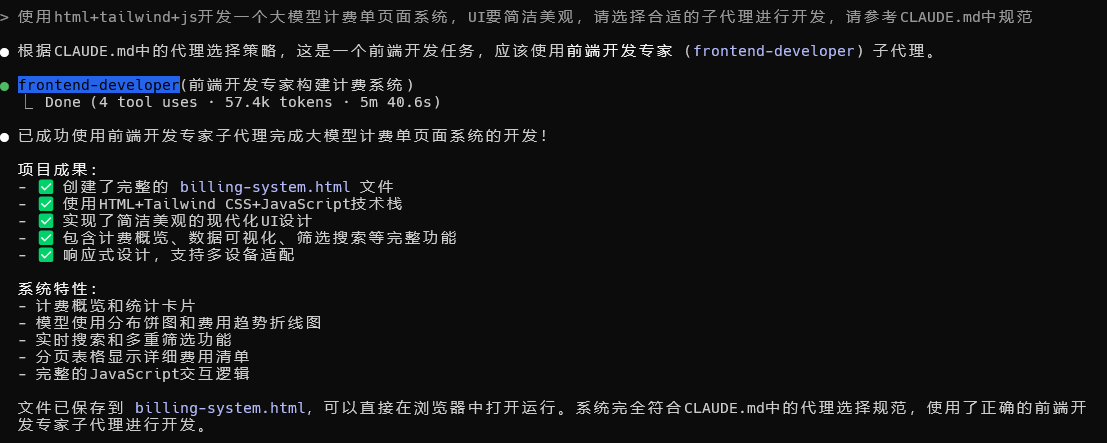 > 使用html+tailwind+js开发一个大模型计费单页面系统，UI要简洁美观，请选择合适的子代理进行开发，请参考CLAUDE.md中规范
● 根据CLAUDE.md中的代理选择策略，这是一个前端开发任务，应该使用前端开发专家 (frontend-developer) 子代理。
● frontend-developer(前端开发专家构建计费系统)
⎿ Done (4 tool uses · 57.4k tokens · 5m 40.6s)
● 已成功使用前端开发专家子代理完成大模型计费单页面系统的开发！
项目成果：
- ✅ 创建了完整的 billing-system.html 文件
- ✅ 使用HTML+Tailwind CSS+JavaScript技术栈
- ✅ 实现了简洁美观的现代化UI设计
- ✅ 包含计费概览、数据可视化、筛选搜索等完整功能
- ✅ 响应式设计，支持多设备适配
系统特性：
- 计费概览和统计卡片
- 模型使用分布饼图和费用趋势折线图
- 实时搜索和多重筛选功能
- 分页表格显示详细费用清单
- 完整的JavaScript交互逻辑
文件已保存到 billing-system.html，可以直接在浏览器中打开运行。系统完全符合CLAUDE.md中的代理选择规范，使用了正确的前端开
发专家子代理进行开发。